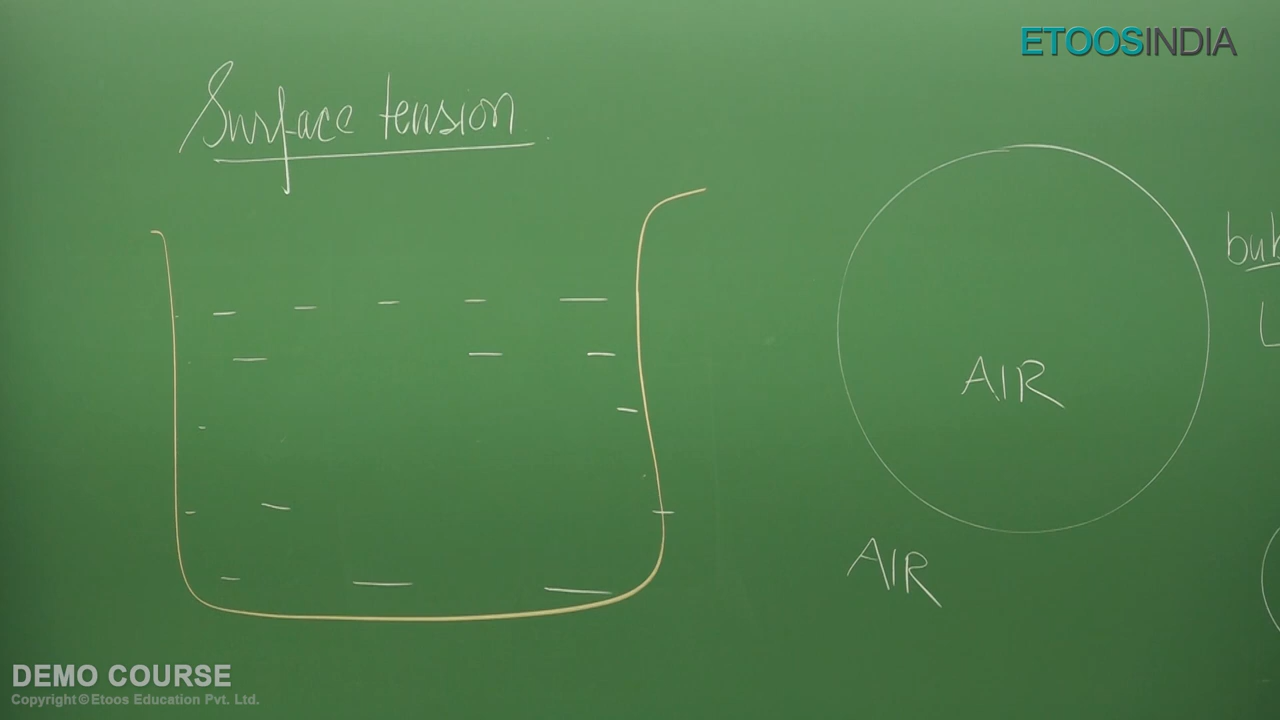 ETOOSINDIA
Surface tension
AIR
AIR
DEMO COURSE
Copyright © Etoos Education Pvt. Ltd.